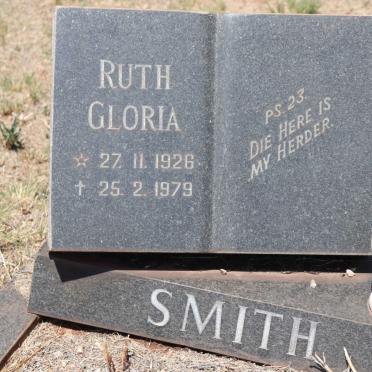 RUTH
GLORIA
☆ 27 11 1926
† 25. 2. 1979
PS. 23.
DIE HERE IS
MY HERDER.
SMITH